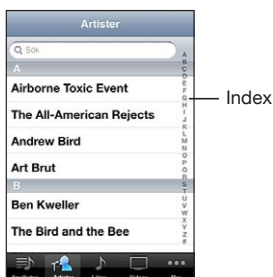 Artister
Sök
A
Airborne Toxic Event
The All-American Rejects
Andrew Bird
Art Brut
B
Ben Kweller
The Bird and the Bee
A
B
C
D
E
F
G
H
I
J
K
L
M
N
O
P
Q
R
S
T
U
V
W
X
Y
Z
#
Index
Artister